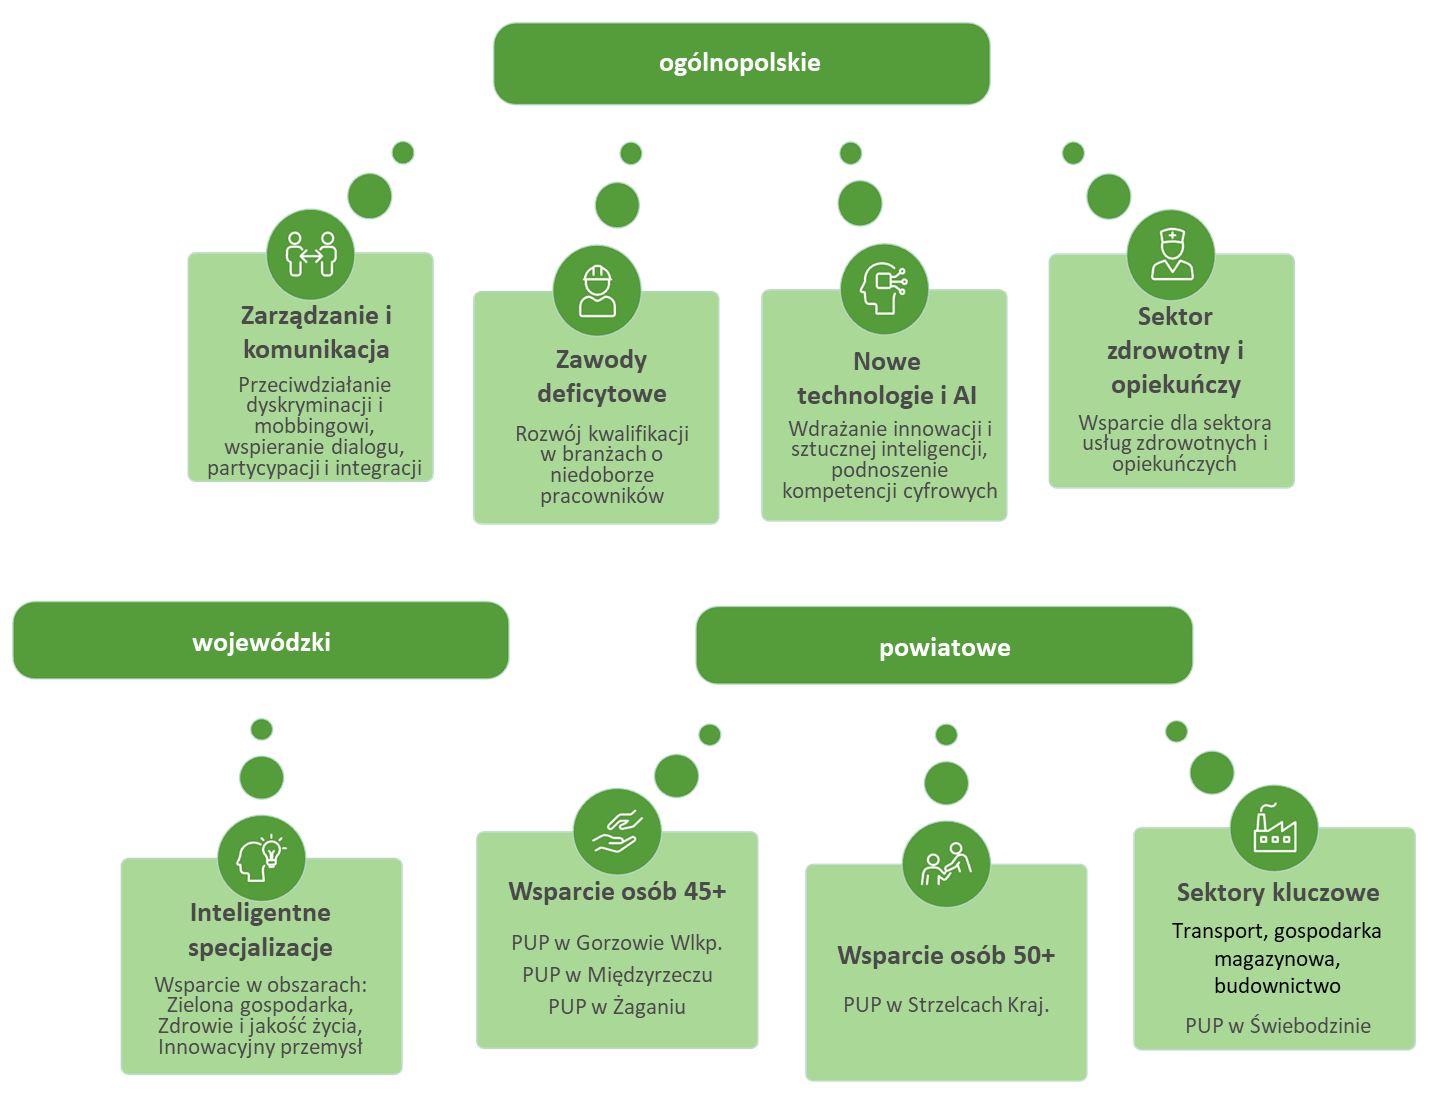 ogólnopolskie
Zarządzanie i
komunikacja
Przeciwdziałanie
dyskryminacji i
mobbingowi,
wspieranie dialogu,
partycypacji i integracji
Zawody
deficytowe
Rozwój kwalifikacji
w branżach o
niedoborze
pracowników
Nowe
technologie i AI
Wdrażanie innowacji i
sztucznej inteligencji,
podnoszenie
kompetencji cyfrowych
Sektor
zdrowotny i
opiekuńczy
Wsparcie dla sektora
usług zdrowotnych i
opiekuńczych
wojewódzki
Inteligentne
specjalizacje
Wsparcie w obszarach:
Zielona gospodarka,
Zdrowie i jakość życia,
Innowacyjny przemysł
powiatowe
Wsparcie osób 45+
PUP w Gorzowie Wlkp.
PUP w Międzyrzeczu
PUP w Żaganiu
Wsparcie osób 50+
PUP w Strzelcach Kraj.
Sektory kluczowe
Transport, gospodarka
magazynowa,
budownictwo
PUP w Świebodzinie